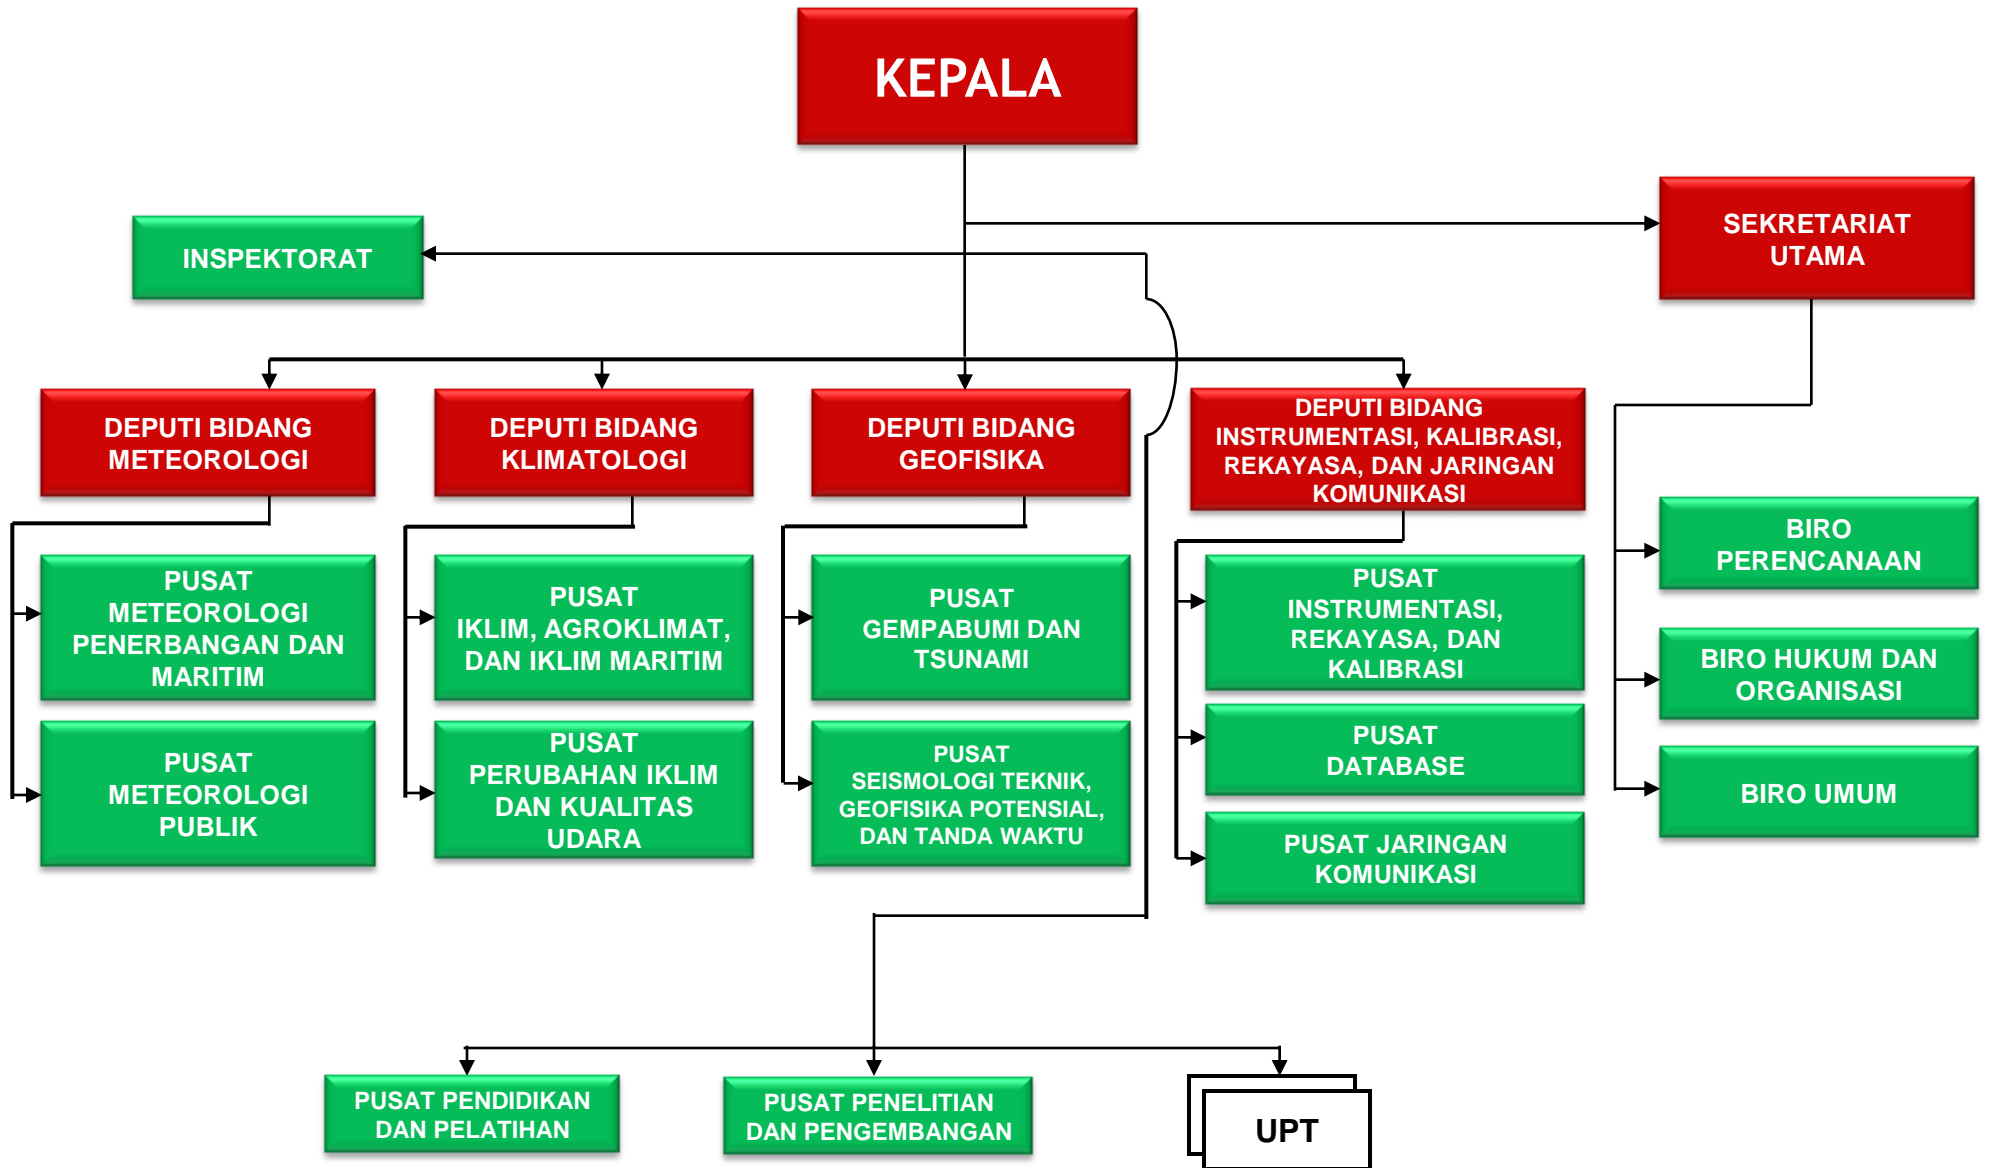 KEPALA
SEKRETARIAT
UTAMA
INSPEKTORAT
DEPUTI BIDANG
METEOROLOGI
DEPUTI BIDANG
KLIMATOLOGI
DEPUTI BIDANG
GEOFISIKA
DEPUTI BIDANG
INSTRUMENTASI, KALIBRASI,
REKAYASA, DAN JARINGAN
KOMUNIKASI
PUSAT
METEOROLOGI
PENERBANGAN DAN
MARITIM
PUSAT
METEOROLOGI
PUBLIK
PUSAT
IKLIM, AGROKLIMAT,
DAN IKLIM MARITIM
PUSAT
PERUBAHAN IKLIM
DAN KUALITAS
UDARA
PUSAT
GEMPABUMI DAN
TSUNAMI
PUSAT
SEISMOLOGI TEKNIK,
GEOFISIKA POTENSIAL,
DAN TANDA WAKTU
PUSAT
INSTRUMENTASI,
REKAYASA, DAN
KALIBRASI
PUSAT
DATABASE
PUSAT JARINGAN
KOMUNIKASI
BIRO
PERENCANAAN
BIRO HUKUM DAN
ORGANISASI
BIRO UMUM
PUSAT PENDIDIKAN
DAN PELATIHAN
PUSAT PENELITIAN
DAN PENGEMBANGAN
UPT